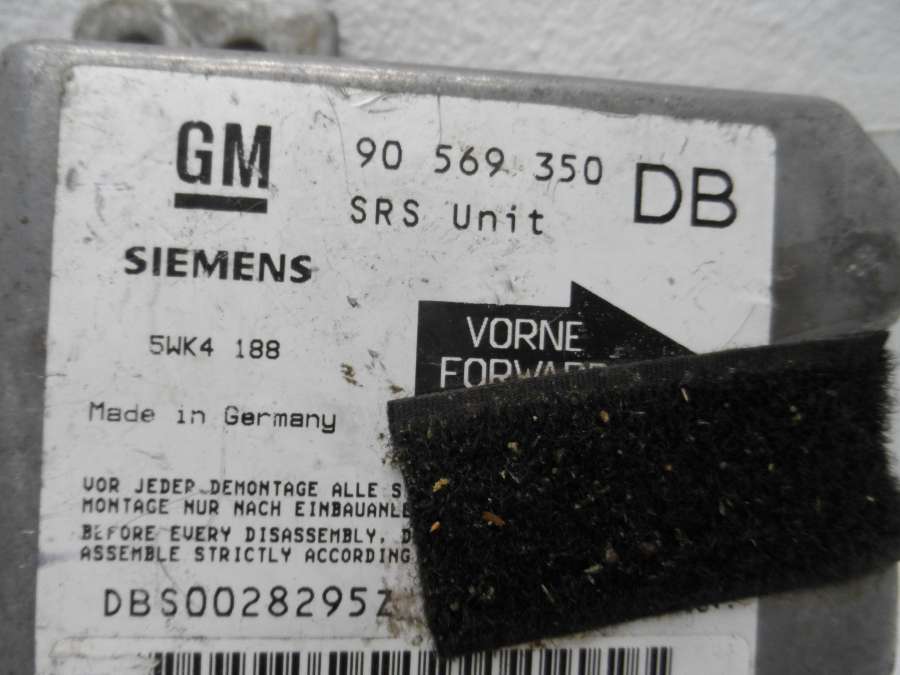 GM 90 569 350 DB
SRS Unit
SIEMENS
VORNE
FORWARD
5WK4 188
Made in Germany
VOR JEDER DEMONTAGE ALLE
MONTAGE NUR NACH
BEFORE EVERY DISASSEMBLY,
ASSEMBLE STRICTLY ACCORDING
DBS0028295Z